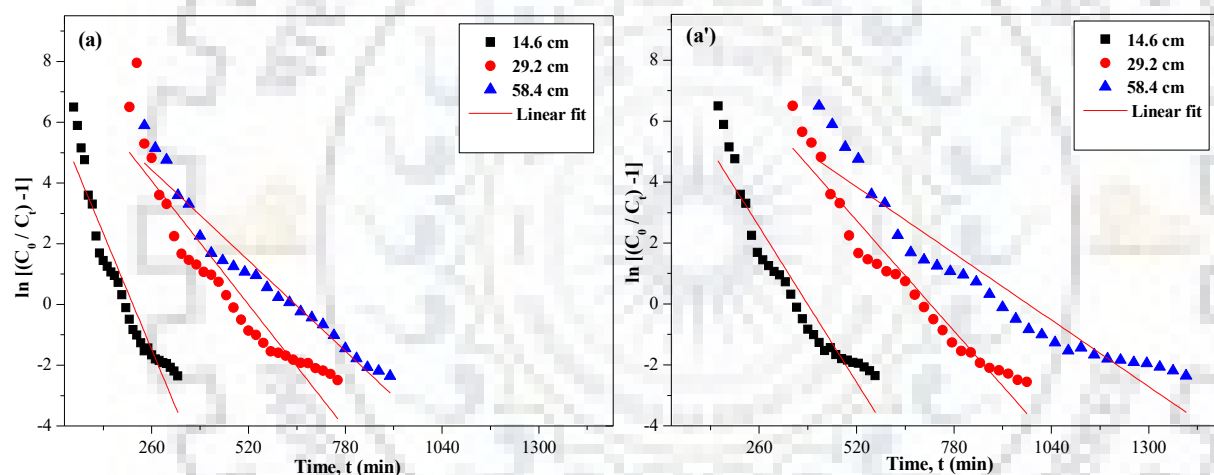 (a)
14.6 cm
29.2 cm
58.4 cm
Linear fit
ln [(C₀ / Cₜ) -1]
8
6
4
2
0
-2
-4
260
520
780
1040
1300
Time, t (min)
(a')
14.6 cm
29.2 cm
58.4 cm
Linear fit
ln [(C₀ / Cₜ) -1]
8
6
4
2
0
-2
-4
260
520
780
1040
1300
Time, t (min)